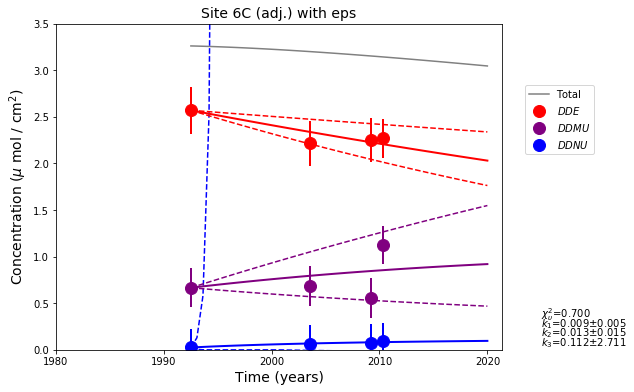 Site 6C (adj.) with eps
3.5
3.0
2.5
2.0
1.5
1.0
0.5
0.0
Concentration (μ mol / cm²)
1980
1990
2000
2010
2020
Time (years)
Total
DDE
DDMU
DDNU
χ²ᵤ=0.700
k₁=0.009±0.005
k₂=0.013±0.015
k₃=0.112±2.711